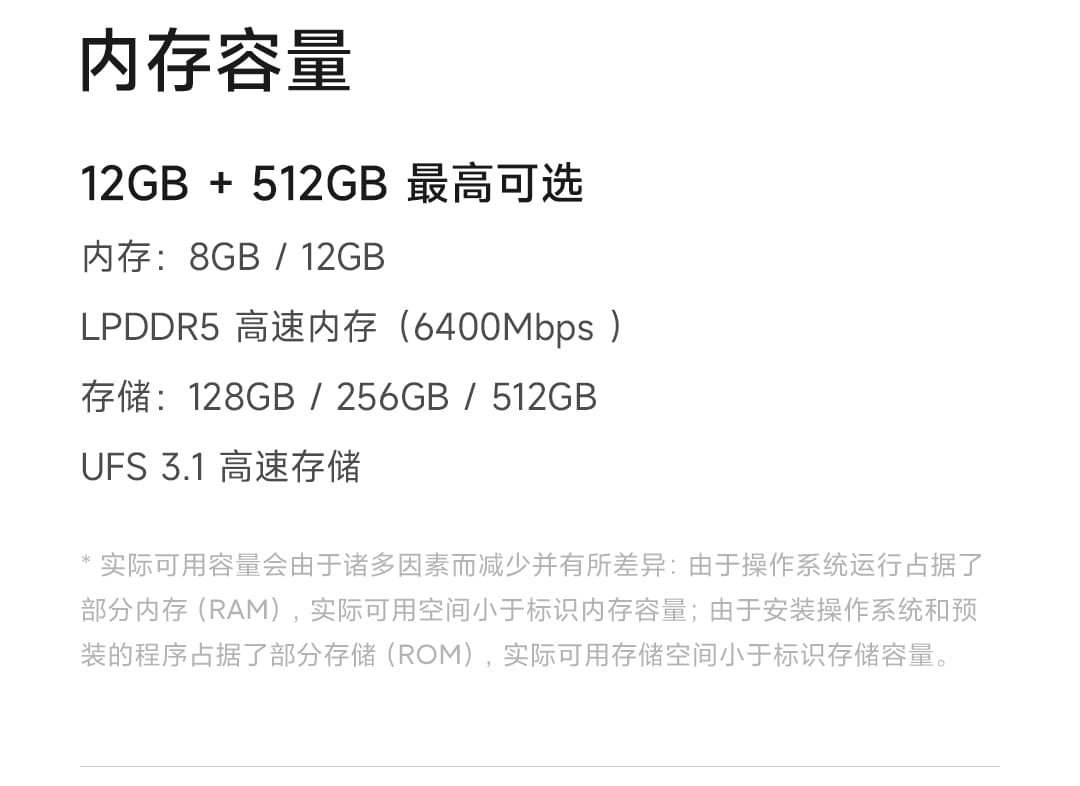 内存容量
12GB + 512GB 最高可选
内存：8GB / 12GB
LPDDR5 高速内存（6400Mbps ）
存储：128GB / 256GB / 512GB
UFS 3.1 高速存储
* 实际可用容量会由于诸多因素而减少并有所差异：由于操作系统运行占据了
部分内存（RAM），实际可用空间小于标识内存容量；由于安装操作系统和预
装的程序占据了部分存储（ROM），实际可用存储空间小于标识存储容量。